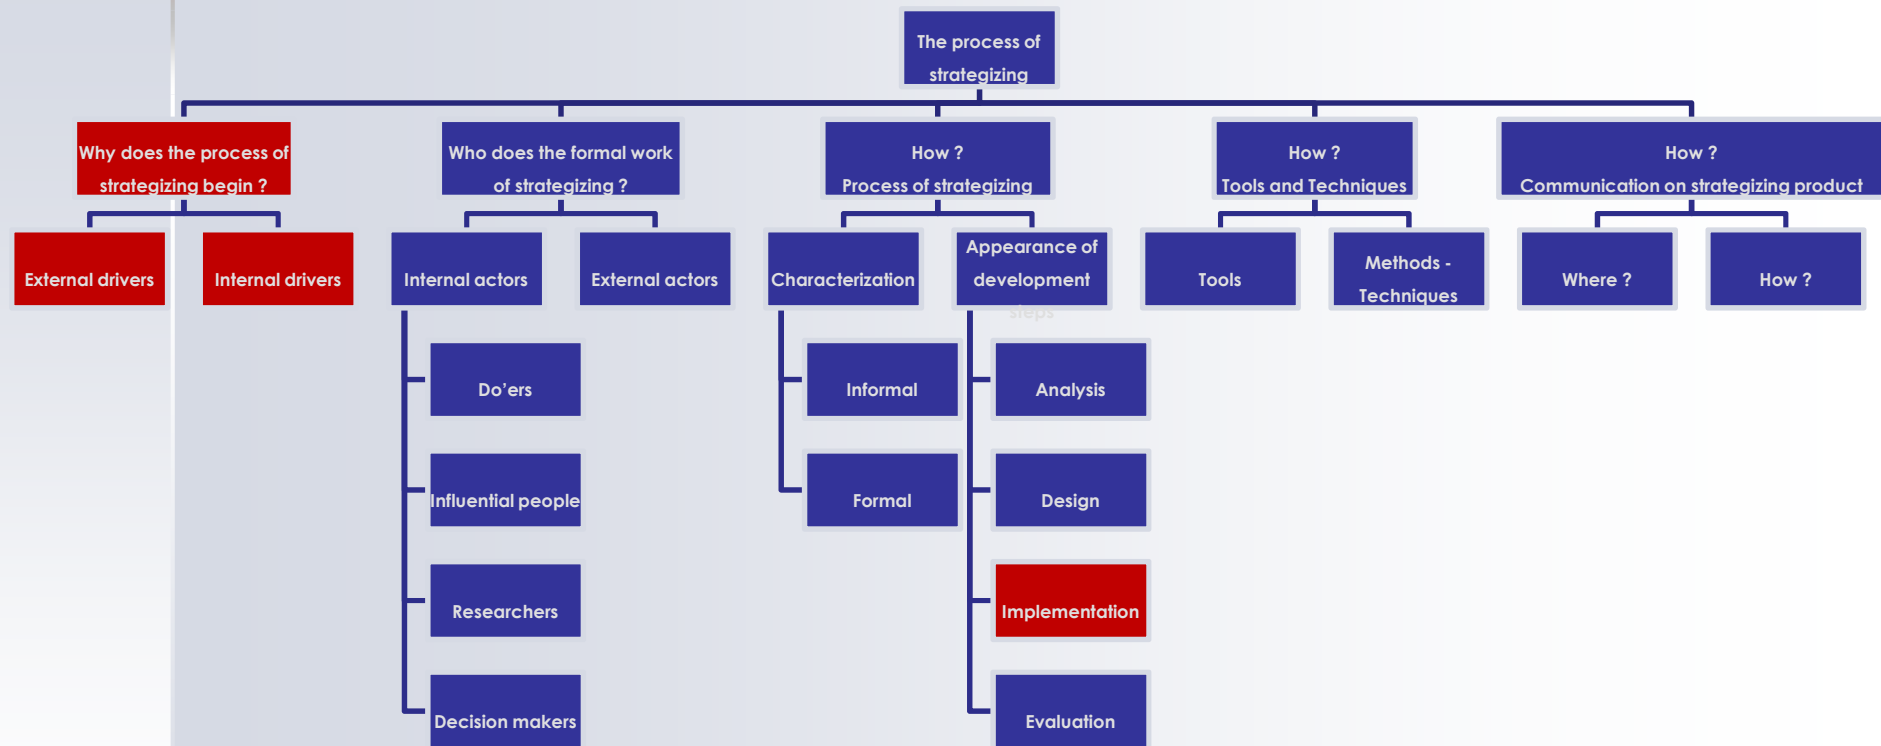 The process of
strategizing
Why does the process of
strategizing begin ?
Who does the formal work
of strategizing ?
How ?
Process of strategizing
How ?
Tools and Techniques
How ?
Communication on strategizing product
External drivers
Internal drivers
Internal actors
External actors
Characterization
Appearance of
development
steps
Tools
Methods -
Techniques
Where ?
How ?
Do'ers
Influential people
Researchers
Decision makers
Informal
Formal
Analysis
Design
Implementation
Evaluation